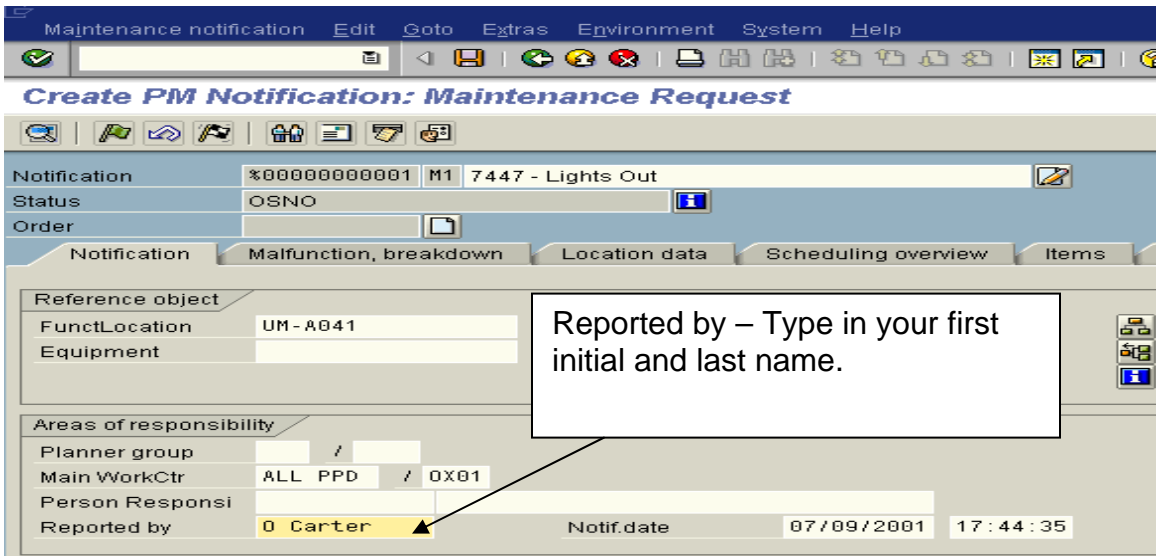 Maintenance notification Edit Goto Extras Environment System Help
Create PM Notification: Maintenance Request
Notification %00000000001 M1 7447 - Lights Out
Status OSNO
Order
Notification Malfunction, breakdown Location data Scheduling overview Items
Reference object
FunctLocation UM-A041
Equipment
Reported by – Type in your first
initial and last name.
Areas of responsibility
Planner group /
Main WorkCtr ALL PPD / 0X01
Person Responsi
Reported by O Carter Notif.date 07/09/2001 17:44:35